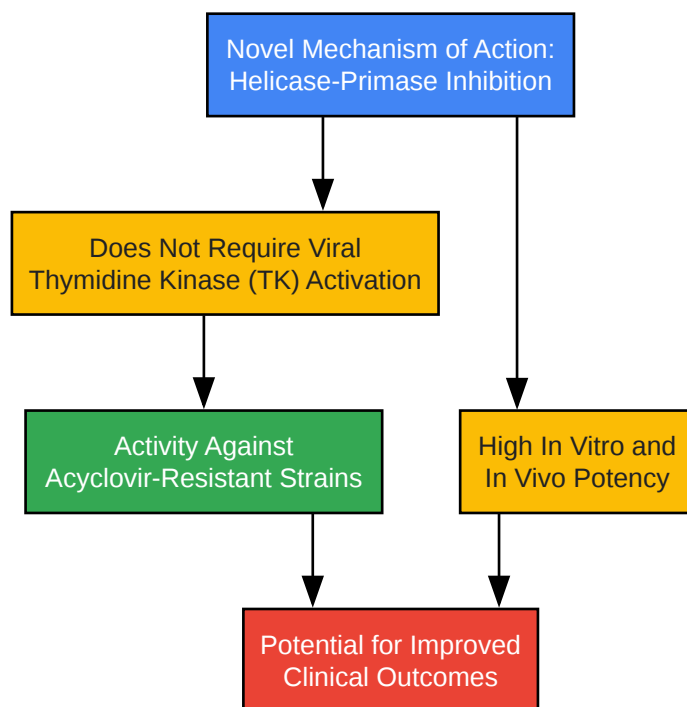 Novel Mechanism of Action:
Helicase-Primase Inhibition
Does Not Require Viral
Thymidine Kinase (TK) Activation
Activity Against
Acyclovir-Resistant Strains
High In Vitro and
In Vivo Potency
Potential for Improved
Clinical Outcomes